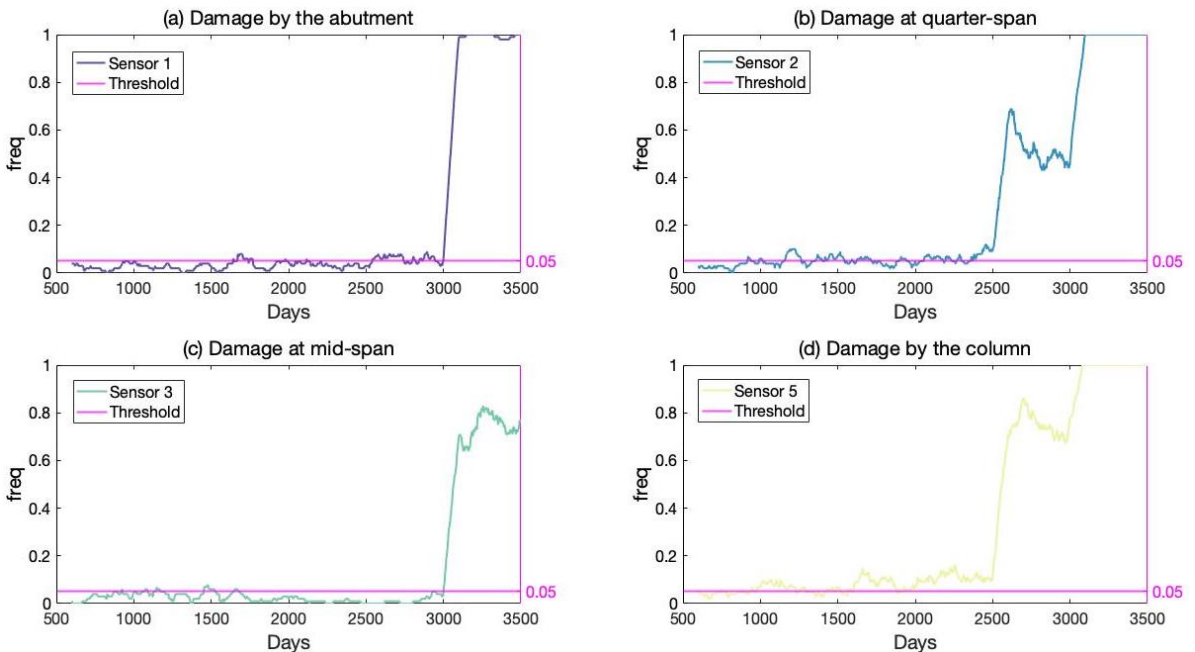 (a) Damage by the abutment
1
0.8
0.6
0.4
0.2
0
freq
Sensor 1
Threshold
0.05
500 1000 1500 2000 2500 3000 3500
Days
(b) Damage at quarter-span
1
0.8
0.6
0.4
0.2
0
freq
Sensor 2
Threshold
0.05
500 1000 1500 2000 2500 3000 3500
Days
(c) Damage at mid-span
1
0.8
0.6
0.4
0.2
0
freq
Sensor 3
Threshold
0.05
500 1000 1500 2000 2500 3000 3500
Days
(d) Damage by the column
1
0.8
0.6
0.4
0.2
0
freq
Sensor 5
Threshold
0.05
500 1000 1500 2000 2500 3000 3500
Days